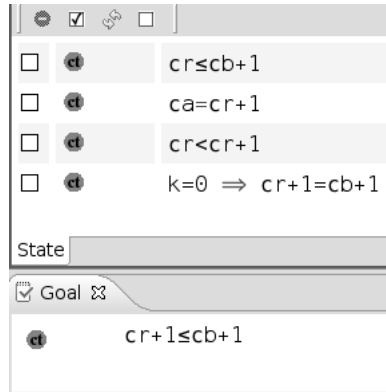 ct cr≤cb+1
ct ca=cr+1
ct cr<cr+1
ct k=0 ⇒ cr+1=cb+1
State
Goal
ct cr+1≤cb+1